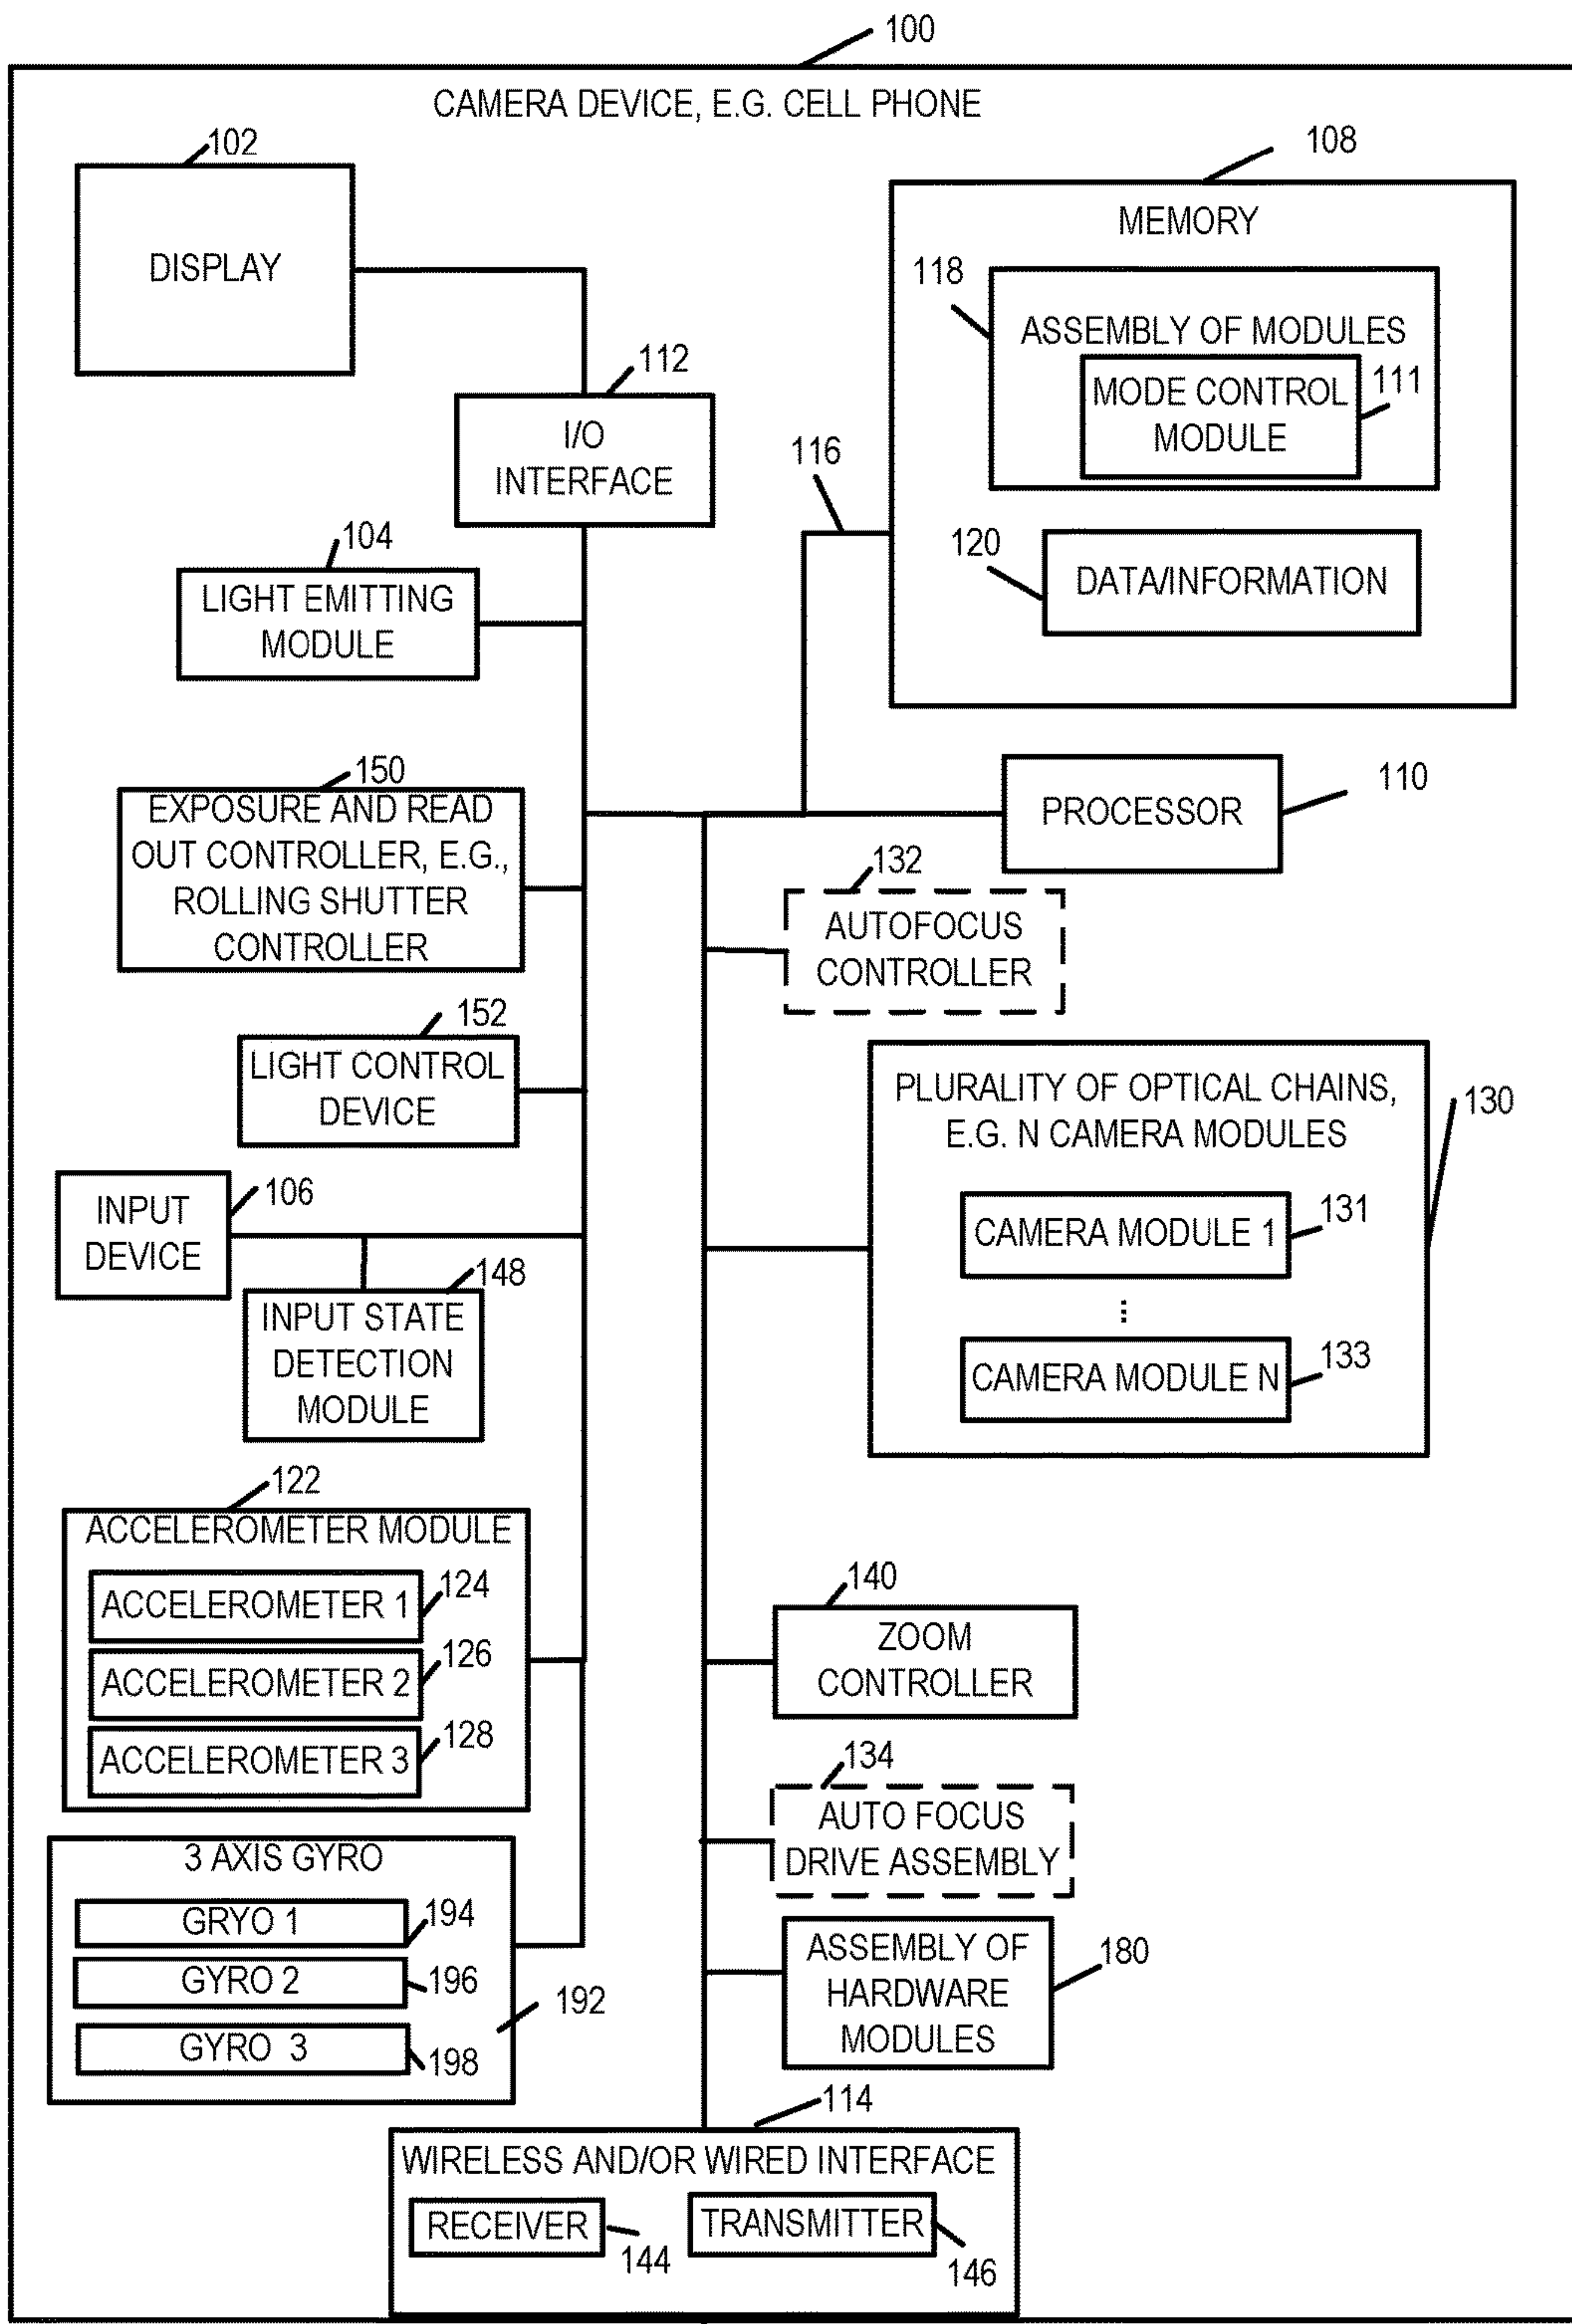 100
CAMERA DEVICE, E.G. CELL PHONE
102
DISPLAY
108
MEMORY
118
ASSEMBLY OF MODULES
MODE CONTROL
MODULE
111
112
I/O
INTERFACE
116
120
DATA/INFORMATION
104
LIGHT EMITTING
MODULE
150
EXPOSURE AND READ
OUT CONTROLLER, E.G.,
ROLLING SHUTTER
CONTROLLER
PROCESSOR
110
132
AUTOFOCUS
CONTROLLER
152
LIGHT CONTROL
DEVICE
PLURALITY OF OPTICAL CHAINS,
E.G. N CAMERA MODULES
130
CAMERA MODULE 1
131
...
CAMERA MODULE N
133
INPUT
DEVICE
106
148
INPUT STATE
DETECTION
MODULE
122
ACCELEROMETER MODULE
ACCELEROMETER 1
124
ACCELEROMETER 2
126
ACCELEROMETER 3
128
140
ZOOM
CONTROLLER
134
AUTO FOCUS
DRIVE ASSEMBLY
3 AXIS GYRO
GRYO 1
194
GYRO 2
196
GYRO 3
198
192
ASSEMBLY OF
HARDWARE
MODULES
180
114
WIRELESS AND/OR WIRED INTERFACE
RECEIVER
144
TRANSMITTER
146